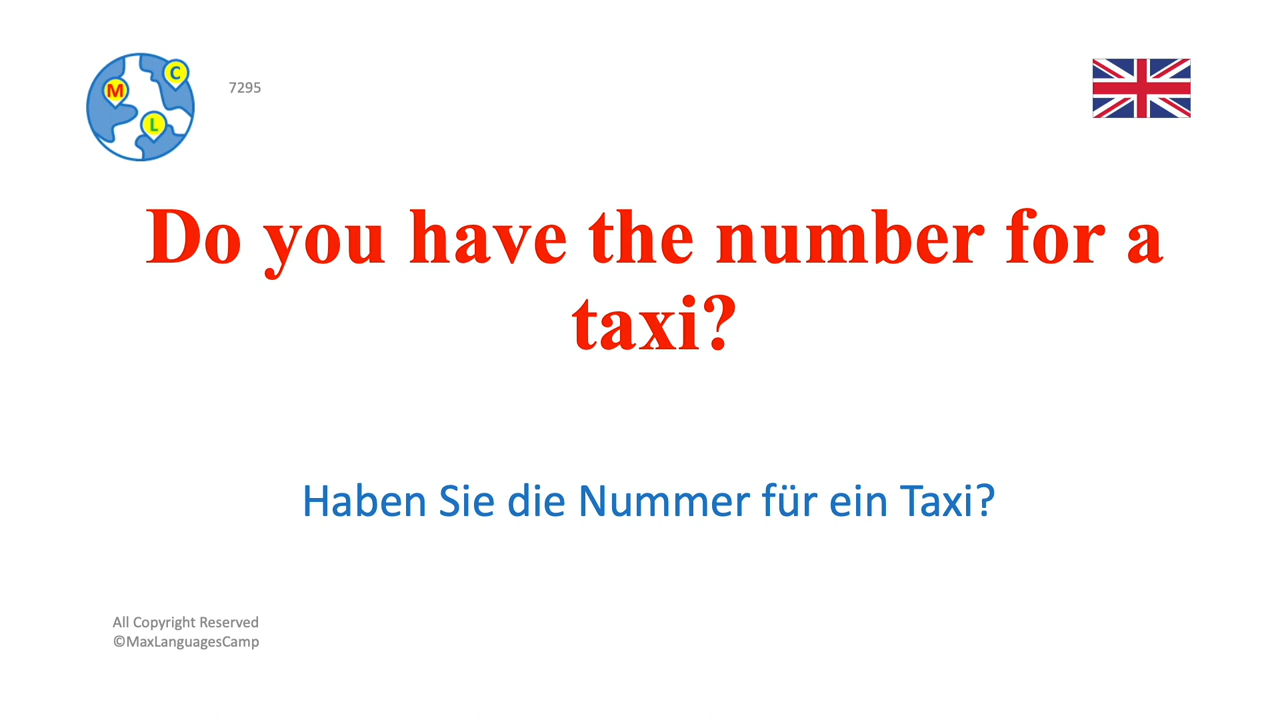 M
C
L
7295
Do you have the number for a
taxi?
Haben Sie die Nummer für ein Taxi?
All Copyright Reserved
©MaxLanguagesCamp